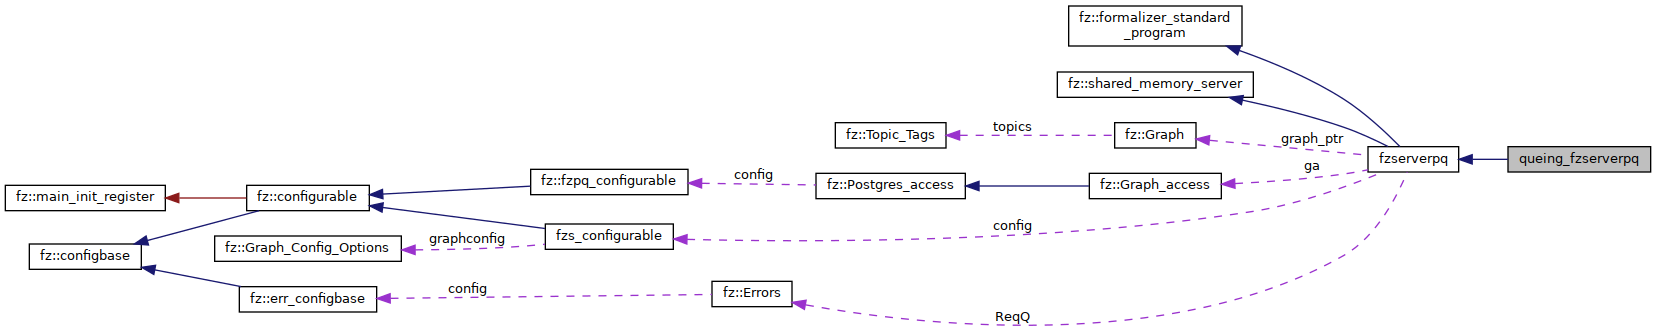 fz::formalizer_standard
_program
fz::shared_memory_server
topics
fz::Topic_Tags
fz::Graph
graph_ptr
fzserverpq
queing_fzserverpq
ga
config
fz::fzpq_configurable
fz::Postgres_access
fz::Graph_access
fz::main_init_register
fz::configurable
config
fzs_configurable
graphconfig
fz::Graph_Config_Options
fz::configbase
config
fz::err_configbase
fz::Errors
ReqQ